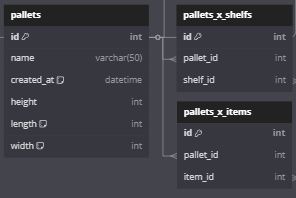 pallets
id int
name varchar(50)
created_at datetime
height int
length int
width int
pallets_x_shelfs
id int
pallet_id int
shelf_id int
pallets_x_items
id int
pallet_id int
item_id int